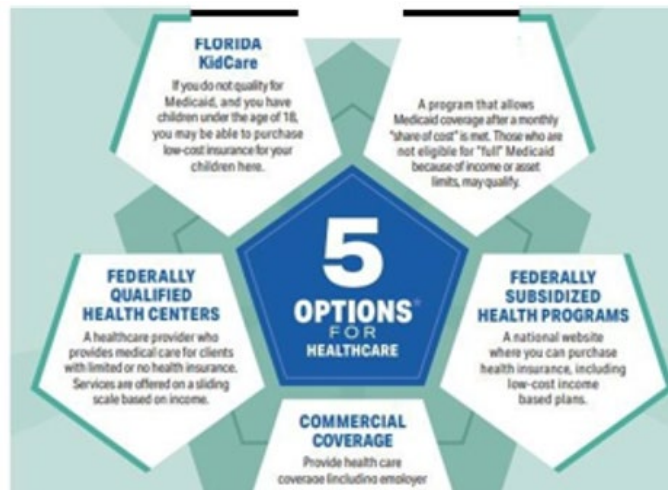 FLORIDA
KidCare
If you do not quality for
Medicaid, and you have
children under the age of 18,
you may be able to purchase
low-cost insurance for your
children here.
A program that allows
Medicaid coverage after a monthly
"share of cost" is met. Those who are
not eligible for "full" Medicaid
because of income or asset
limits, may qualify.
5
OPTIONS*
FOR
HEALTHCARE
FEDERALLY
QUALIFIED
HEALTH CENTERS
A healthcare provider who
provides medical care for clients
with limited or no health insurance.
Services are offered on a sliding
scale based on income.
FEDERALLY
SUBSIDIZED
HEALTH PROGRAMS
A national website
where you can purchase
health insurance, including
low-cost income
based plans.
COMMERCIAL
COVERAGE
Provide health care
coverage (including employer